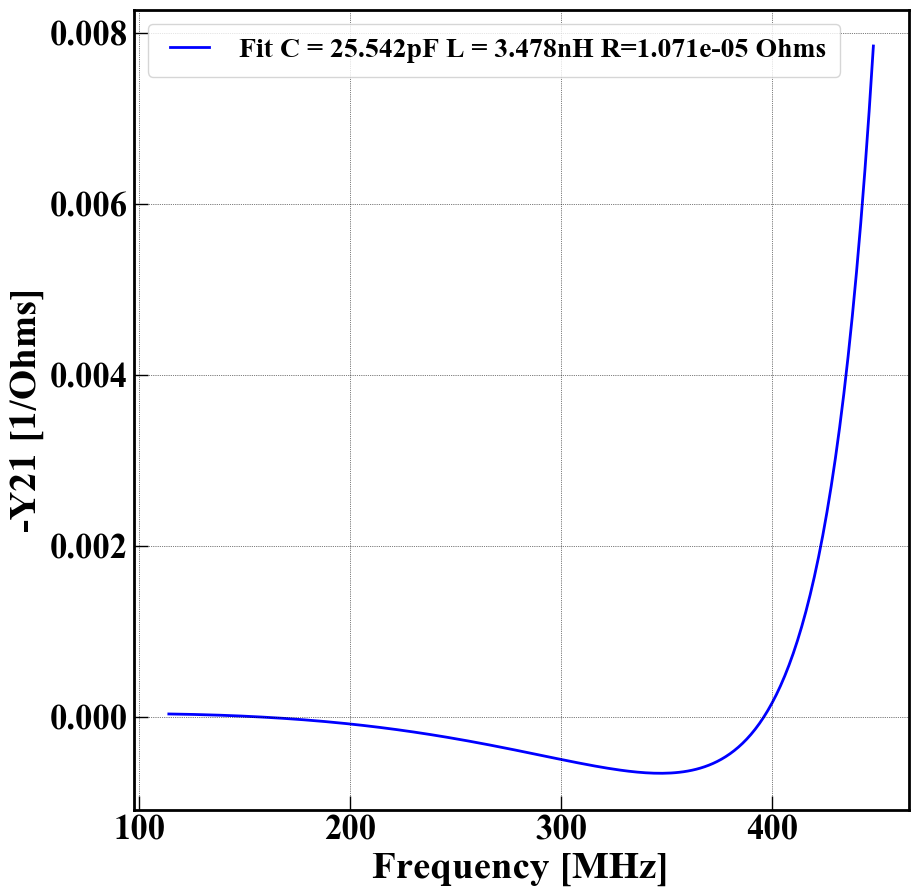 Fit C = 25.542pF L = 3.478nH R=1.071e-05 Ohms
0.008
0.006
0.004
0.002
0.000
-Y21 [1/Ohms]
100 200 300 400
Frequency [MHz]